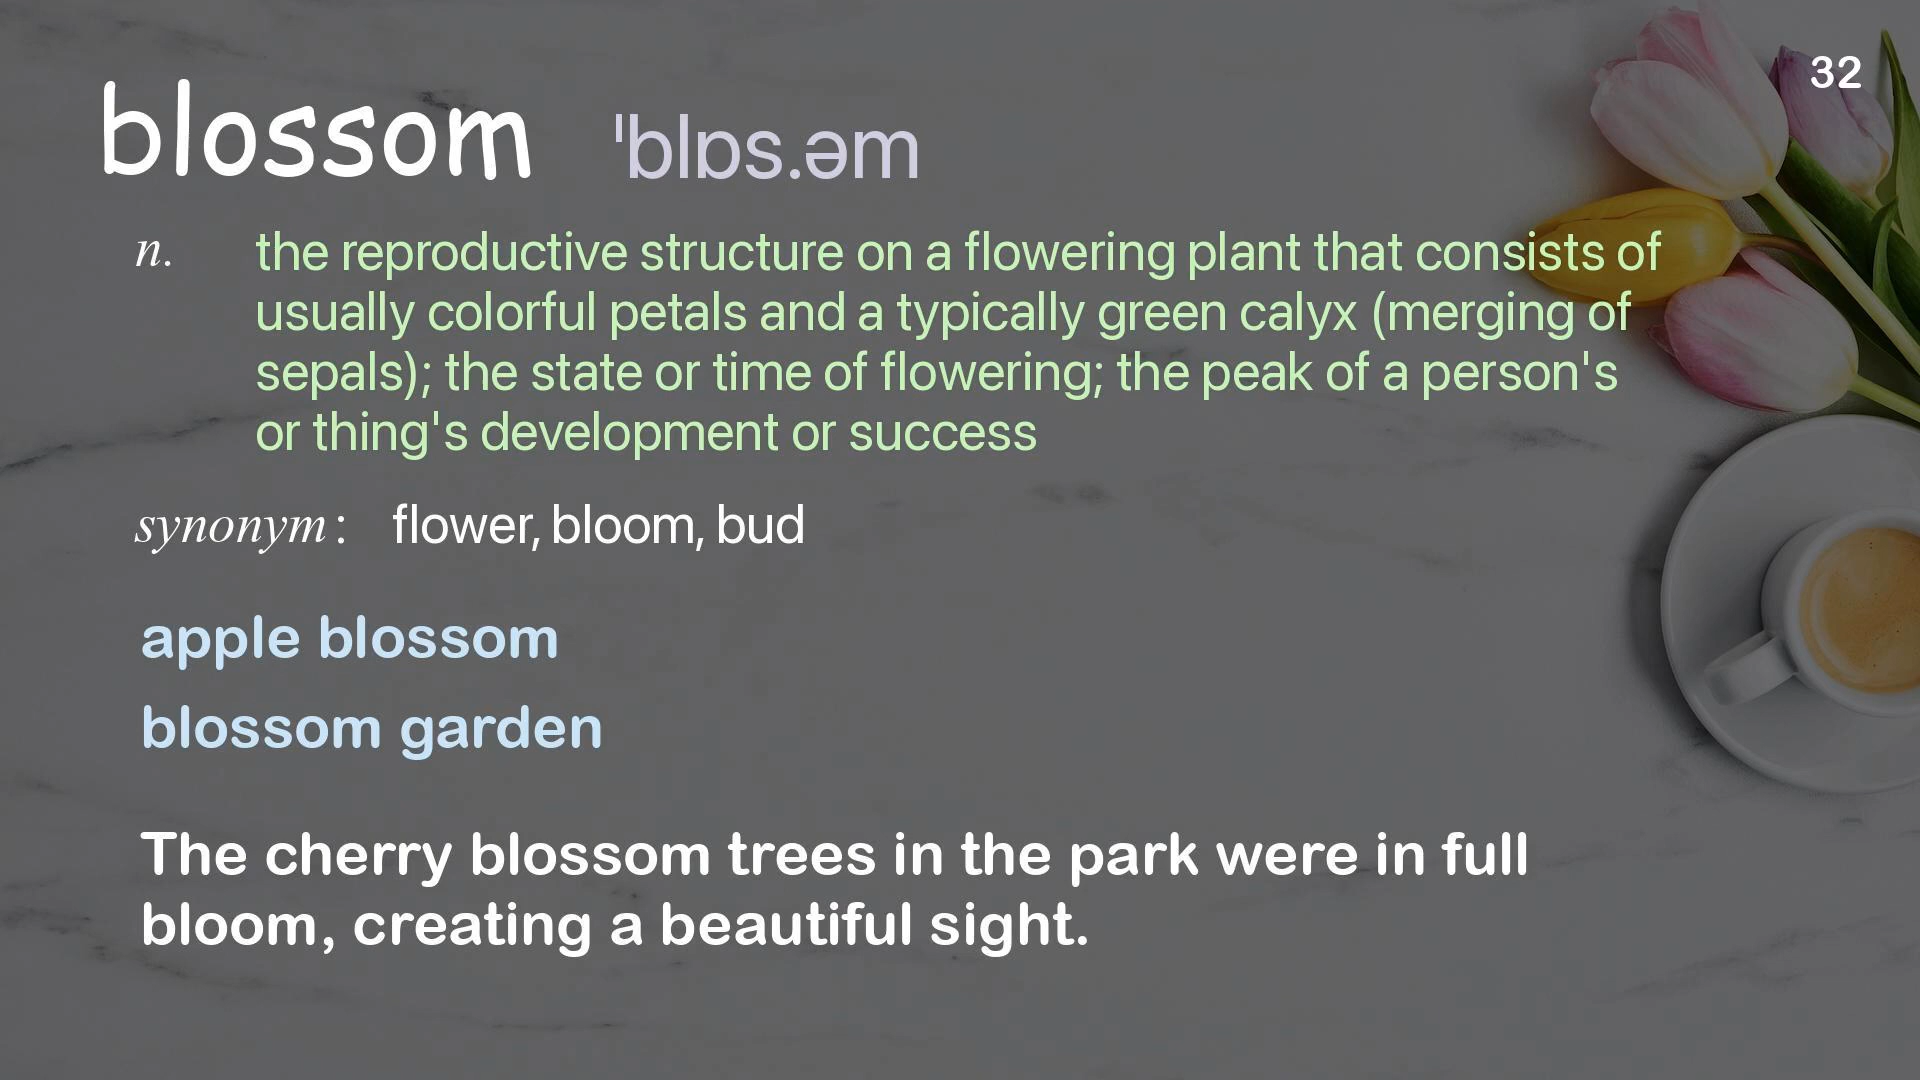 32
blossom ˈblɒs.əm
n. the reproductive structure on a flowering plant that consists of
usually colorful petals and a typically green calyx (merging of
sepals); the state or time of flowering; the peak of a person's
or thing's development or success
synonym: flower, bloom, bud
apple blossom
blossom garden
The cherry blossom trees in the park were in full
bloom, creating a beautiful sight.